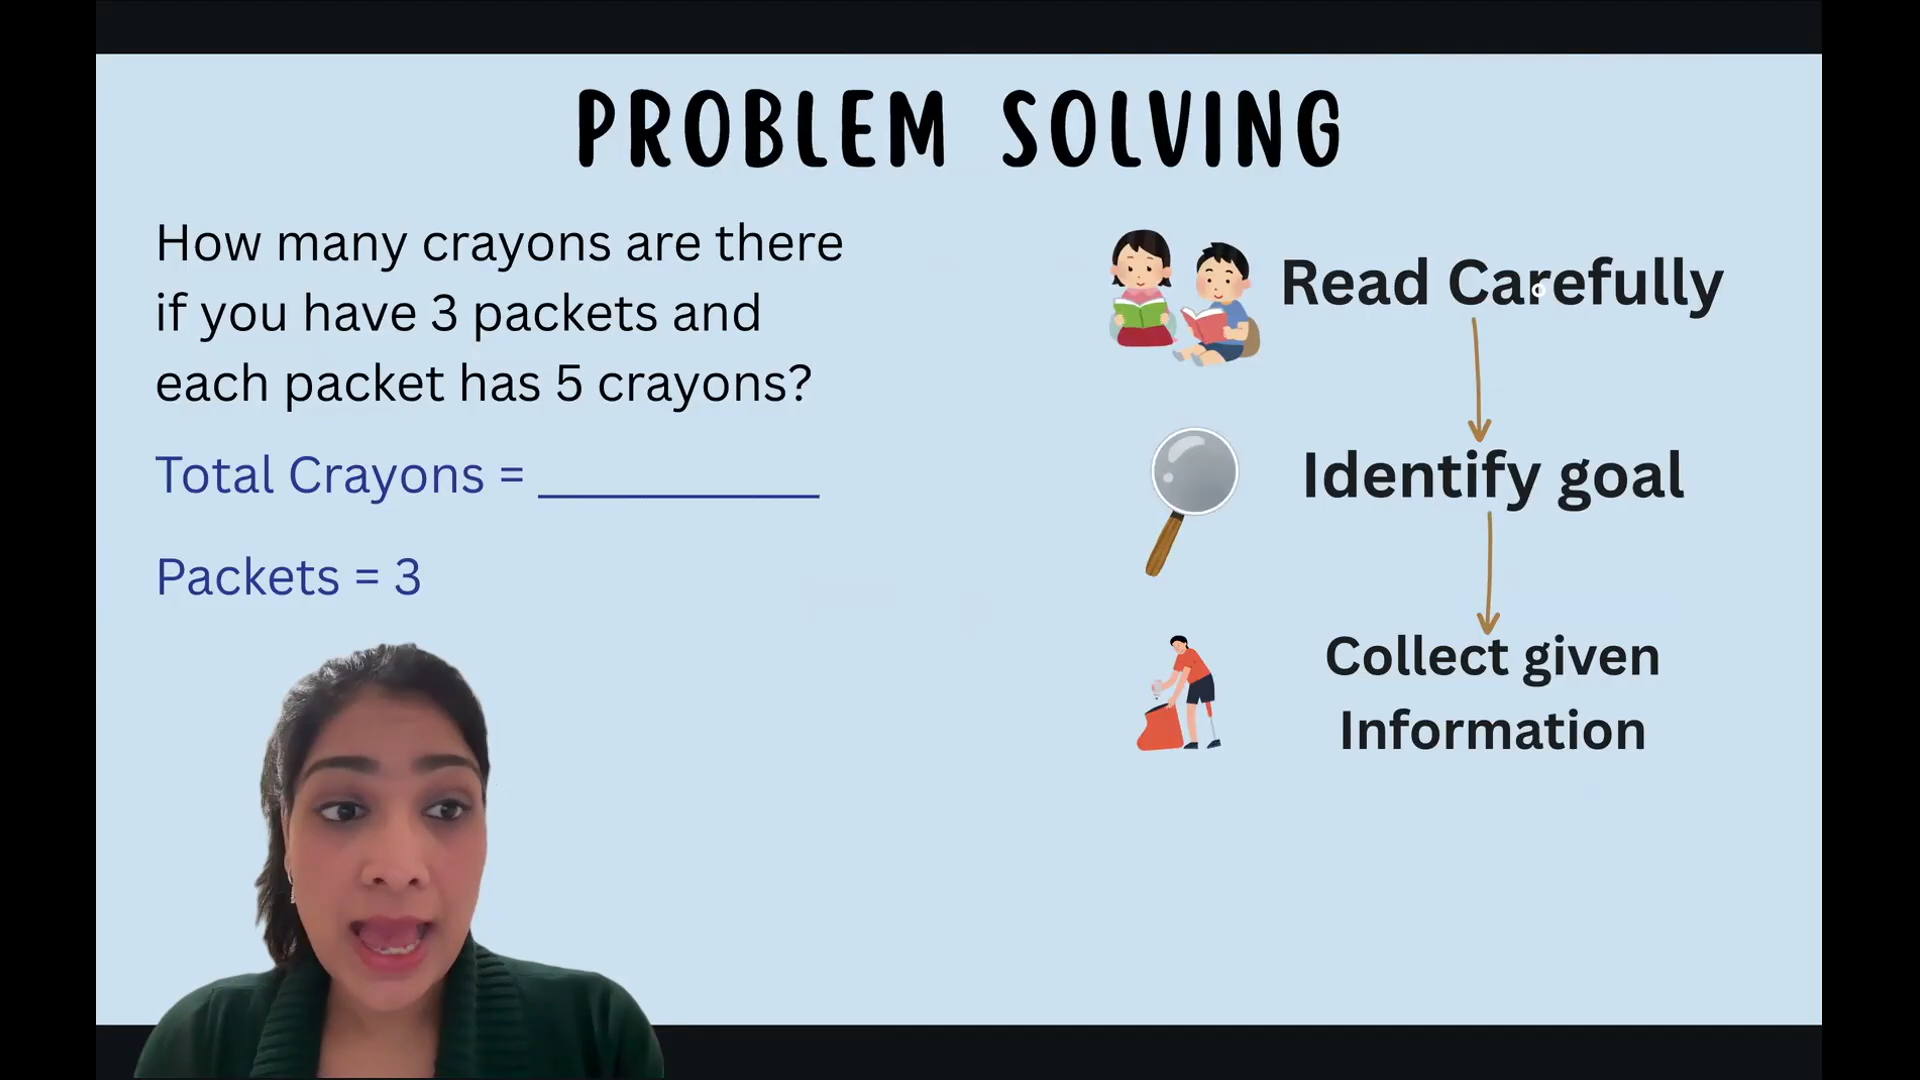 PROBLEM SOLVING
How many crayons are there
if you have 3 packets and
each packet has 5 crayons?
Total Crayons = __________
Packets = 3
Read Carefully
Identify goal
Collect given
Information